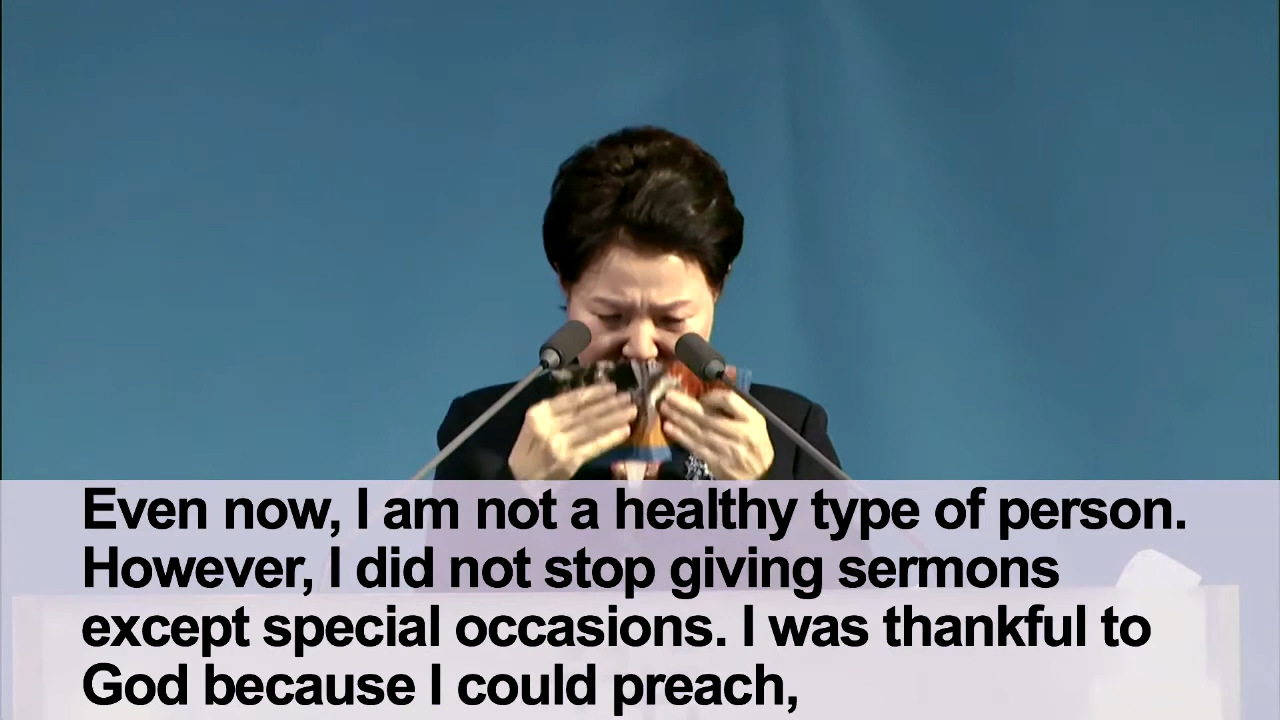 Even now, I am not a healthy type of person.
However, I did not stop giving sermons
except special occasions. I was thankful to
God because I could preach,